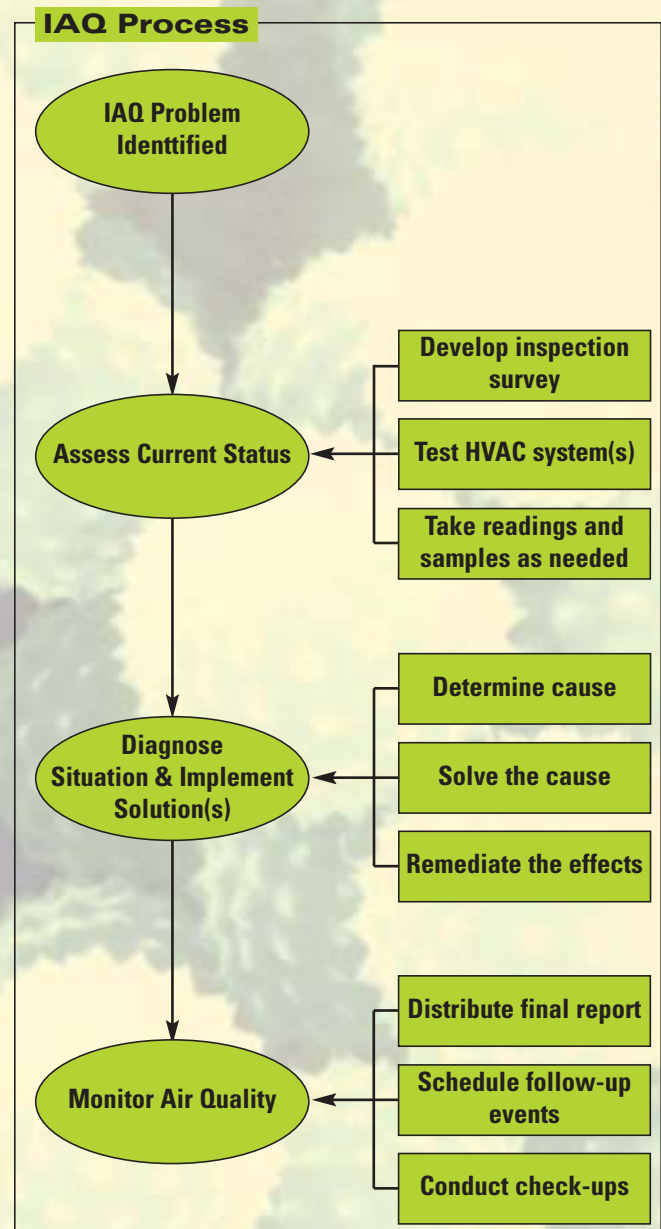 IAQ Process
IAQ Problem
Identtified
Develop inspection
survey
Assess Current Status
Test HVAC system(s)
Take readings and
samples as needed
Determine cause
Diagnose
Situation & Implement
Solution(s)
Solve the cause
Remediate the effects
Distribute final report
Monitor Air Quality
Schedule follow-up
events
Conduct check-ups